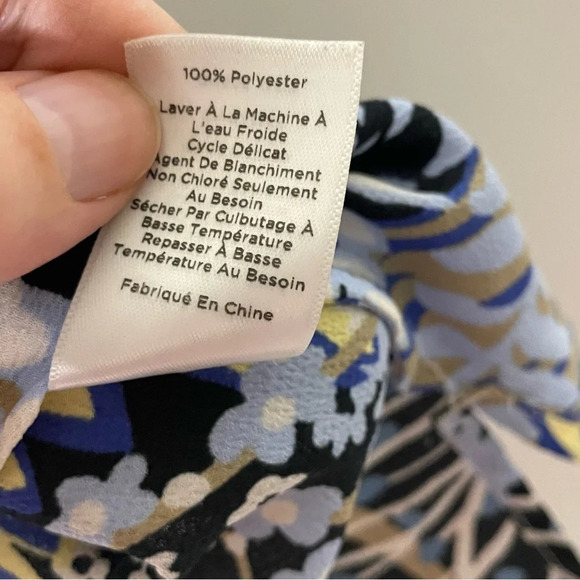 100% Polyester
Laver À La Machine À
L'eau Froide
Cycle Délicat
Agent De Blanchiment
Non Chloré Seulement
Au Besoin
Sécher Par Culbutage À
Basse Température
Repasser À Basse
Température Au Besoin
Fabriqué En Chine